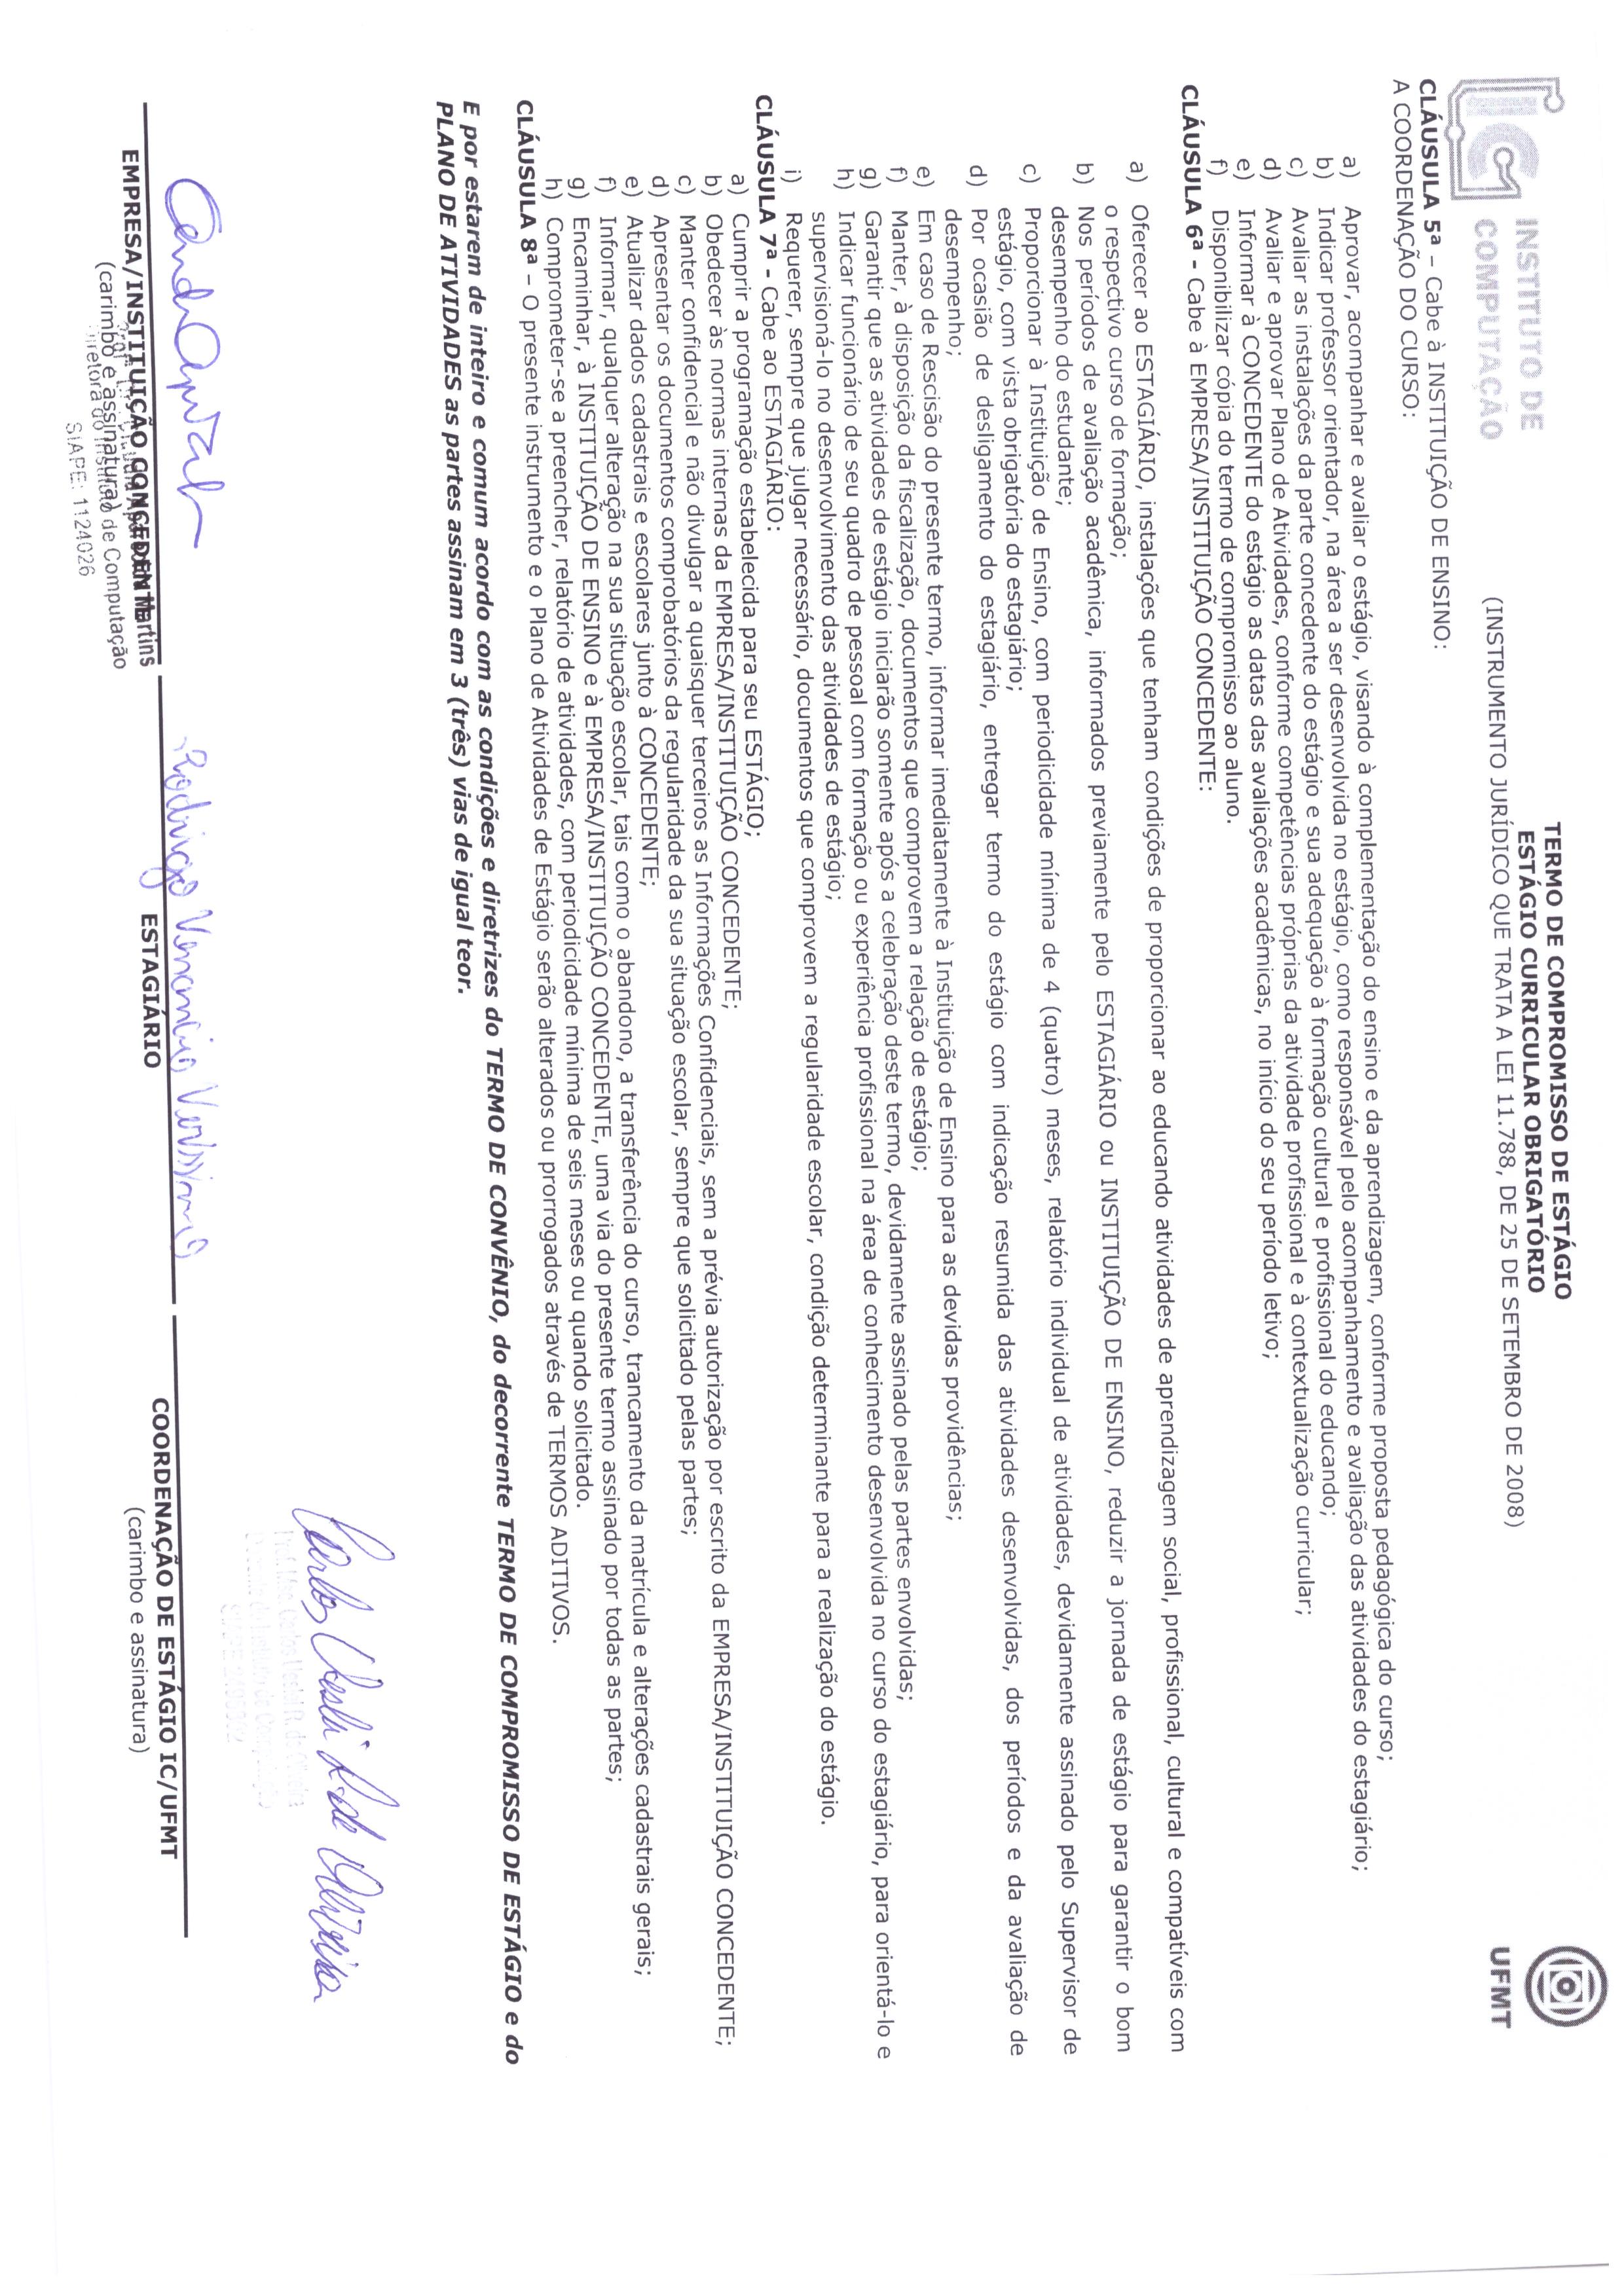 INSTITUTO DE
COMPUTAÇÃO
TERMO DE COMPROMISSO DE ESTÁGIO
ESTÁGIO CURRICULAR OBRIGATÓRIO
(INSTRUMENTO JURÍDICO QUE TRATA A LEI 11.788, DE 25 DE SETEMBRO DE 2008)
UFMT
CLÁUSULA 5ª – Cabe à INSTITUIÇÃO DE ENSINO:
A COORDENAÇÃO DO CURSO:
a) Aprovar, acompanhar e avaliar o estágio, visando à complementação do ensino e da aprendizagem, conforme proposta pedagógica do curso;
b) Indicar professor orientador, na área a ser desenvolvida no estágio, como responsável pelo acompanhamento e avaliação das atividades do estagiário;
c) Avaliar as instalações da parte concedente do estágio e sua adequação à formação cultural e profissional do educando;
d) Avaliar e aprovar Plano de Atividades, conforme competências próprias da atividade profissional e à contextualização curricular;
e) Informar à CONCEDENTE do estágio as datas das avaliações acadêmicas, no início do seu período letivo;
f) Disponibilizar cópia do termo de compromisso ao aluno.
CLÁUSULA 6ª - Cabe à EMPRESA/INSTITUIÇÃO CONCEDENTE:
a) Oferecer ao ESTAGIÁRIO, instalações que tenham condições de proporcionar ao educando atividades de aprendizagem social, profissional, cultural e compatíveis com
o respectivo curso de formação;
b) Nos períodos de avaliação acadêmica, informados previamente pelo ESTAGIÁRIO ou INSTITUIÇÃO DE ENSINO, reduzir a jornada de estágio para garantir o bom
desempenho do estudante;
c) Proporcionar à Instituição de Ensino, com periodicidade mínima de 4 (quatro) meses, relatório individual de atividades, devidamente assinado pelo Supervisor de
estágio, com vista obrigatória do estagiário;
d) Por ocasião de desligamento do estagiário, entregar termo do estágio com indicação resumida das atividades desenvolvidas, dos períodos e da avaliação de
desempenho;
e) Em caso de Rescisão do presente termo, informar imediatamente à Instituição de Ensino para as devidas providências;
f) Manter, à disposição da fiscalização, documentos que comprovem a relação de estágio;
g) Garantir que as atividades de estágio iniciarão somente após a celebração deste termo, devidamente assinado pelas partes envolvidas;
h) Indicar funcionário de seu quadro de pessoal com formação ou experiência profissional na área de conhecimento desenvolvida no curso do estagiário, para orientá-lo e
supervisioná-lo no desenvolvimento das atividades de estágio;
i) Requerer, sempre que julgar necessário, documentos que comprovem a regularidade escolar, condição determinante para a realização do estágio.
CLÁUSULA 7ª - Cabe ao ESTAGIÁRIO:
a) Cumprir a programação estabelecida para seu ESTÁGIO;
b) Obedecer às normas internas da EMPRESA/INSTITUIÇÃO CONCEDENTE;
c) Manter confidencial e não divulgar a quaisquer terceiros as Informações Confidenciais, sem a prévia autorização por escrito da EMPRESA/INSTITUIÇÃO CONCEDENTE;
d) Apresentar os documentos comprobatórios da regularidade da sua situação escolar, sempre que solicitado pelas partes;
e) Atualizar dados cadastrais e escolares junto à CONCEDENTE;
f) Informar, qualquer alteração na sua situação escolar, tais como o abandono, a transferência do curso, trancamento da matrícula e alterações cadastrais gerais;
g) Encaminhar, à INSTITUIÇÃO DE ENSINO e à EMPRESA/INSTITUIÇÃO CONCEDENTE, uma via do presente termo assinado por todas as partes;
h) Comprometer-se a preencher, relatório de atividades, com periodicidade mínima de seis meses ou quando solicitado.
CLÁUSULA 8ª – O presente instrumento e o Plano de Atividades de Estágio serão alterados ou prorrogados através de TERMOS ADITIVOS.
E por estarem de inteiro e comum acordo com as condições e diretrizes do TERMO DE CONVÊNIO, do decorrente TERMO DE COMPROMISSO DE ESTÁGIO e do
PLANO DE ATIVIDADES as partes assinam em 3 (três) vias de igual teor.
Carlos Ueslei R. de Oliveira
Prof. Msc. Carlos Ueslei R. de Oliveira
Docente do Instituto de Computação
SIAPE
Rodrigo Venancio Veríssimo
EMPRESA/INSTITUIÇÃO CONCEDENTE
(carimbo e assinatura)
Profª. Drª. Claudia Aparecida Martins
Diretora do Instituto de Computação
SIAPE: 1124026
ESTAGIÁRIO
COORDENAÇÃO DE ESTÁGIO IC/UFMT
(carimbo e assinatura)